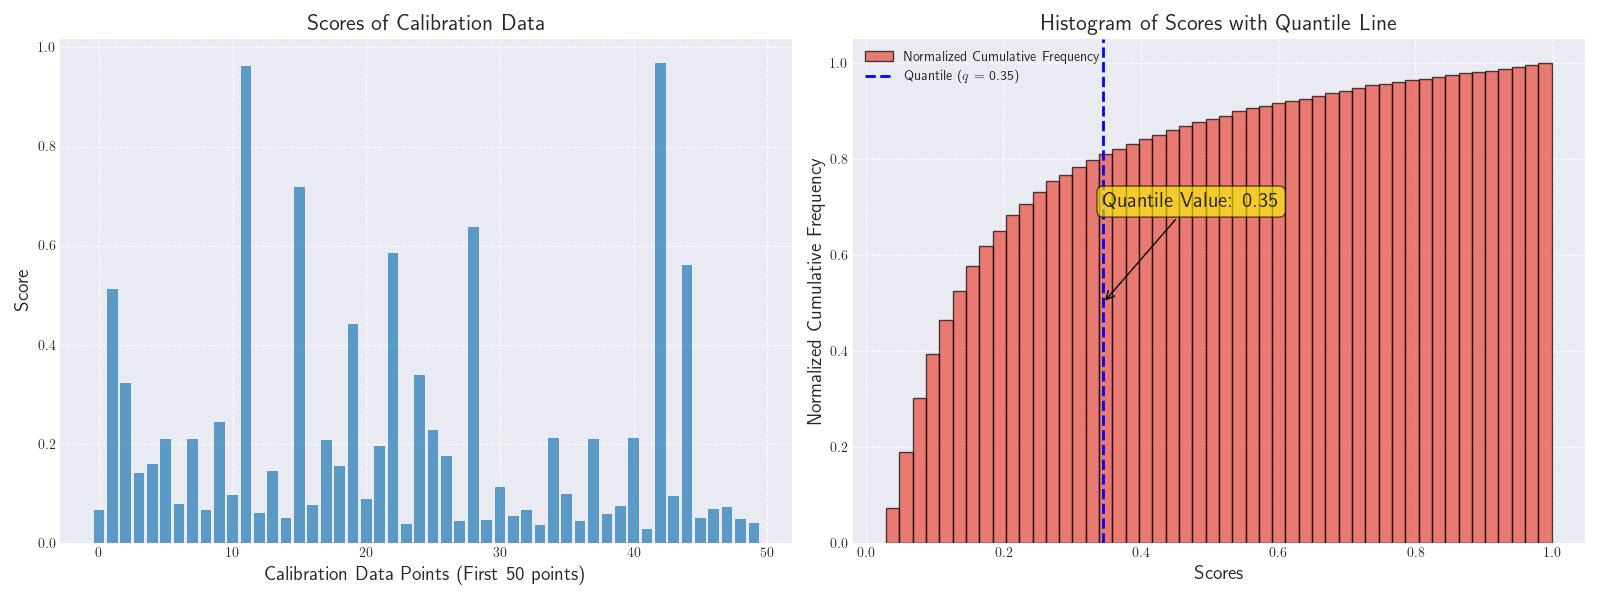 Scores of Calibration Data
1.0
0.8
0.6
0.4
0.2
0.0
Score
0 10 20 30 40 50
Calibration Data Points (First 50 points)
Histogram of Scores with Quantile Line
Normalized Cumulative Frequency
Quantile (q = 0.35)
Quantile Value: 0.35
1.0
0.8
0.6
0.4
0.2
0.0
Normalized Cumulative Frequency
0.0 0.2 0.4 0.6 0.8 1.0
Scores